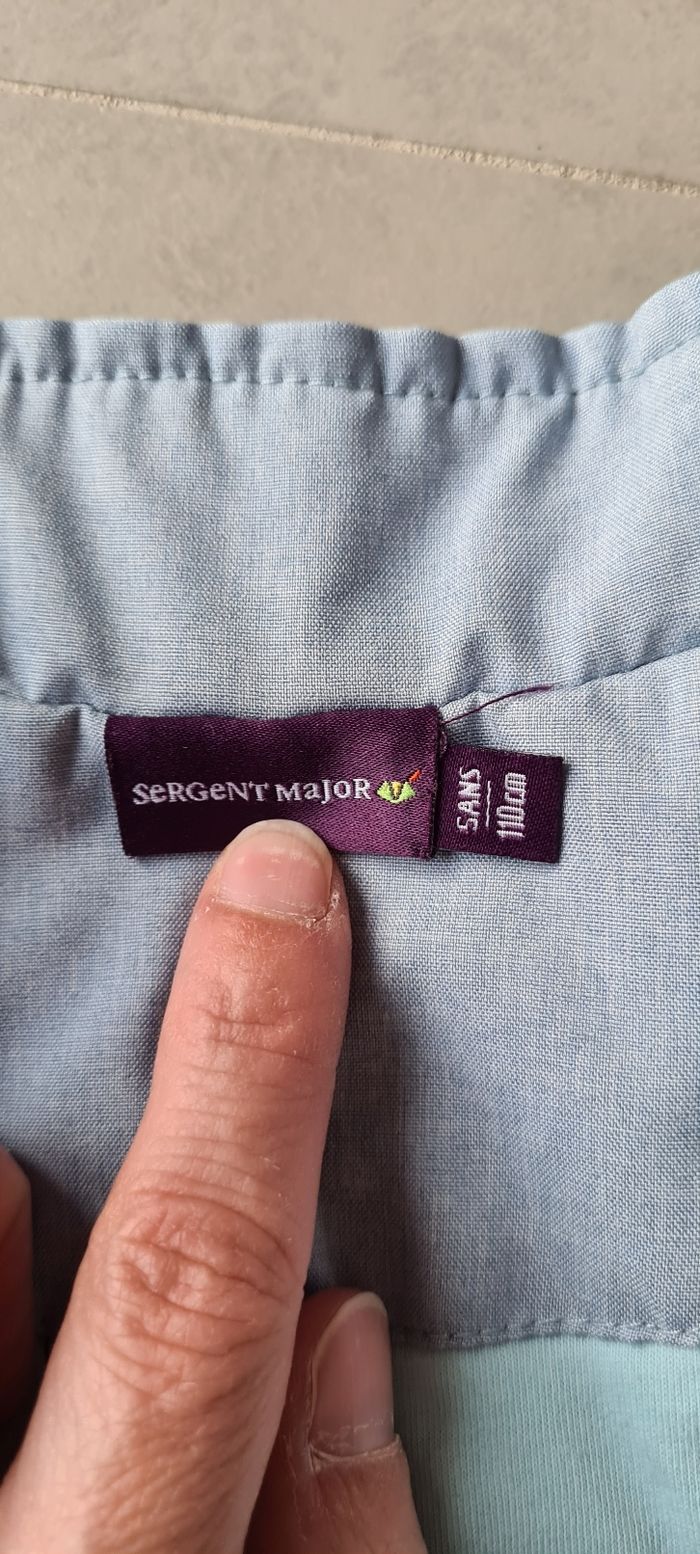 SeRGeNT MaJoR
5ANS
110cm